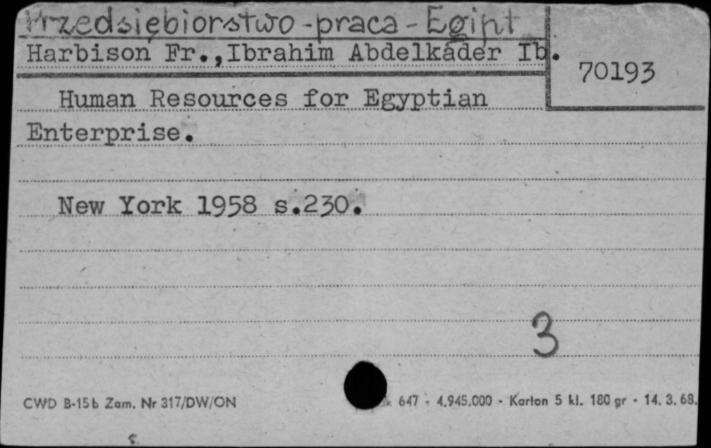 Przedsiębiorstwo - praca - Egipt
Harbison Fr.,Ibrahim Abdelkáder Ib.
70193
Human Resources for Egyptian
Enterprise.
New York 1958 s.230.
3
CWD B-15b Zam. Nr 317/DW/ON
647 - 4.945.000 - Karton 5 kl. 180 gr - 14. 3. 68.